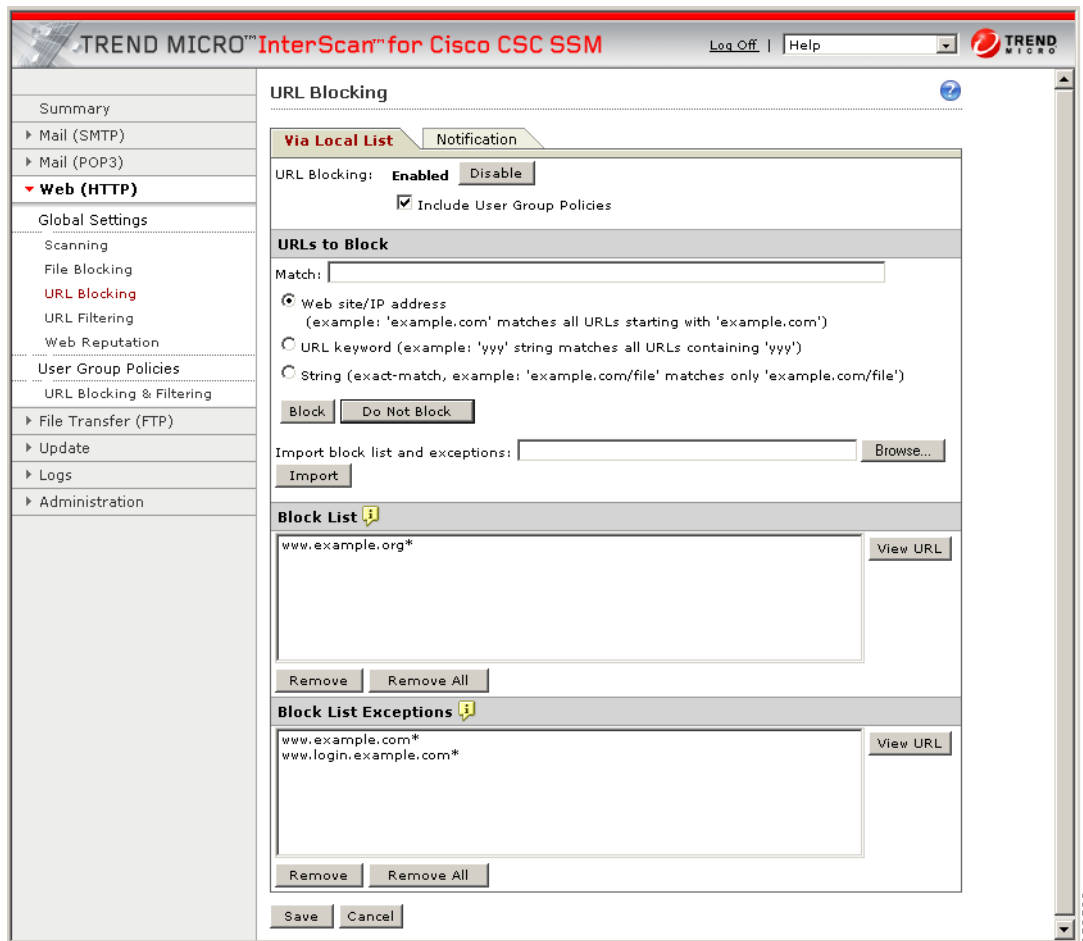 TREND MICRO™ InterScan™ for Cisco CSC SSM
Log Off | Help
TREND MICRO
Summary
Mail (SMTP)
Mail (POP3)
Web (HTTP)
Global Settings
Scanning
File Blocking
URL Blocking
URL Filtering
Web Reputation
User Group Policies
URL Blocking & Filtering
File Transfer (FTP)
Update
Logs
Administration
URL Blocking
?
Via Local List
Notification
URL Blocking: Enabled Disable
Include User Group Policies
URLs to Block
Match:
Web site/IP address
(example: 'example.com' matches all URLs starting with 'example.com')
URL keyword (example: 'yyy' string matches all URLs containing 'yyy')
String (exact-match, example: 'example.com/file' matches only 'example.com/file')
Block Do Not Block
Import block list and exceptions: Browse...
Import
Block List
www.example.org*
View URL
Remove Remove All
Block List Exceptions
www.example.com*
www.login.example.com*
View URL
Remove Remove All
Save Cancel